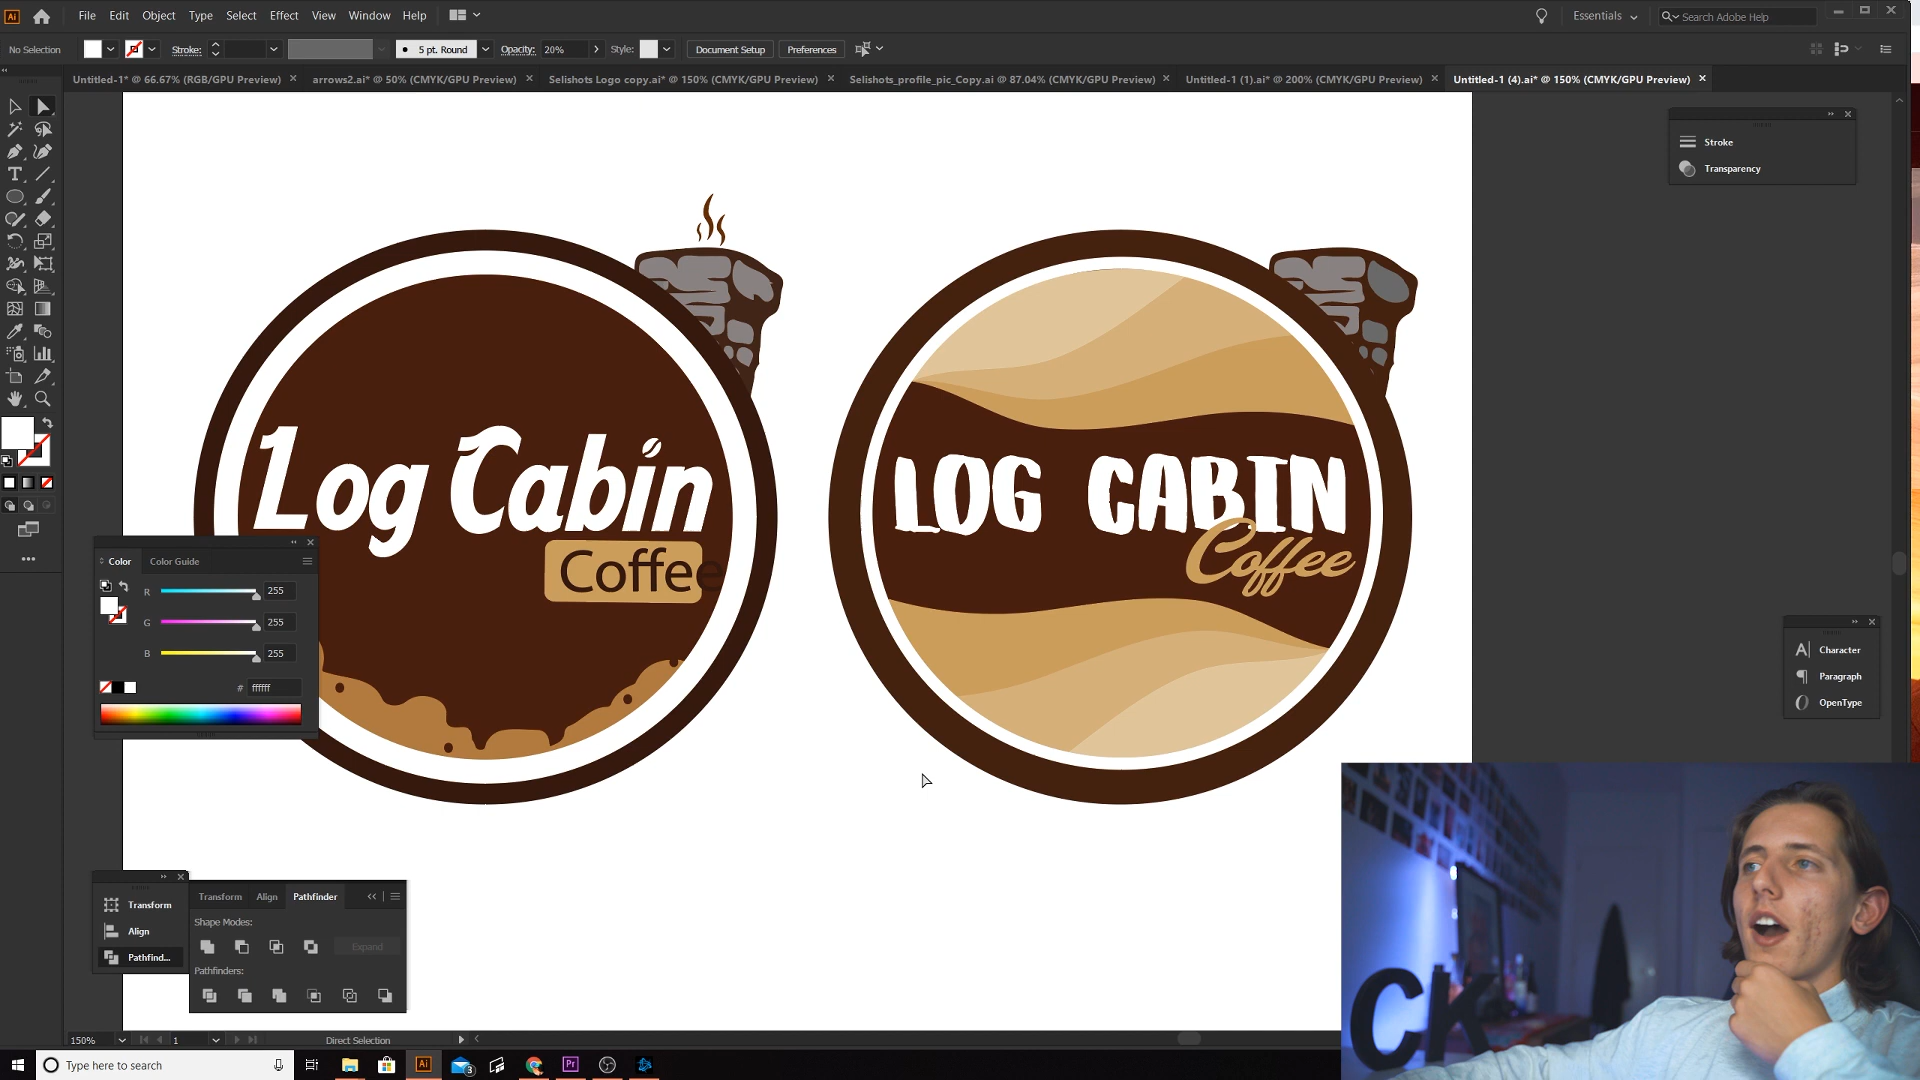 Ai File Edit Object Type Select Effect View Window Help Essentials Search Adobe Help
No Selection Stroke: 5 pt. Round Opacity: 20% Style: Document Setup Preferences
Untitled-1* @ 66.67% (RGB/GPU Preview) arrows2.ai* @ 50% (CMYK/GPU Preview) Selishots Logo copy.ai* @ 150% (CMYK/GPU Preview) Selishots_profile_pic_Copy.ai @ 87.04% (CMYK/GPU Preview) Untitled-1 (1).ai* @ 200% (CMYK/GPU Preview) Untitled-1 (4).ai* @ 150% (CMYK/GPU Preview)
Stroke
Transparency
Log Cabin
Coffee
LOG CABIN
Coffee
Color Color Guide
R 255
G 255
B 255
# ffffff
Character
Paragraph
OpenType
Transform
Align
Pathfind...
Transform Align Pathfinder
Shape Modes:
Expand
Pathfinders:
150% 1 Direct Selection
Type here to search
Ai
3
Pr
CK